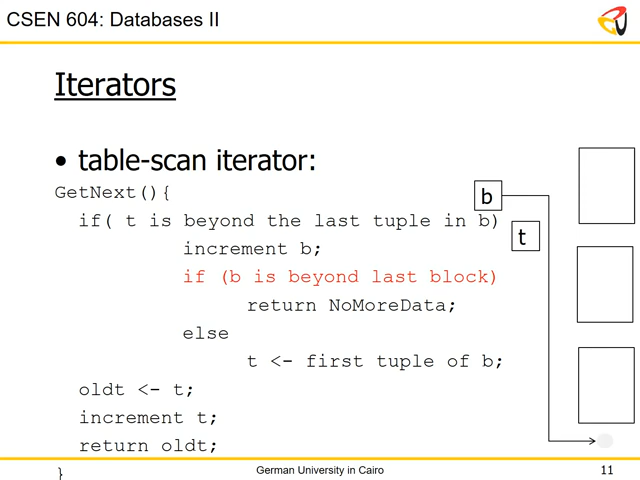 CSEN 604: Databases II
Iterators
• table-scan iterator:
GetNext(){
if( t is beyond the last tuple in b)
increment b;
if (b is beyond last block)
return NoMoreData;
else
t <- first tuple of b;
oldt <- t;
increment t;
return oldt;
}
b
t
German University in Cairo
11